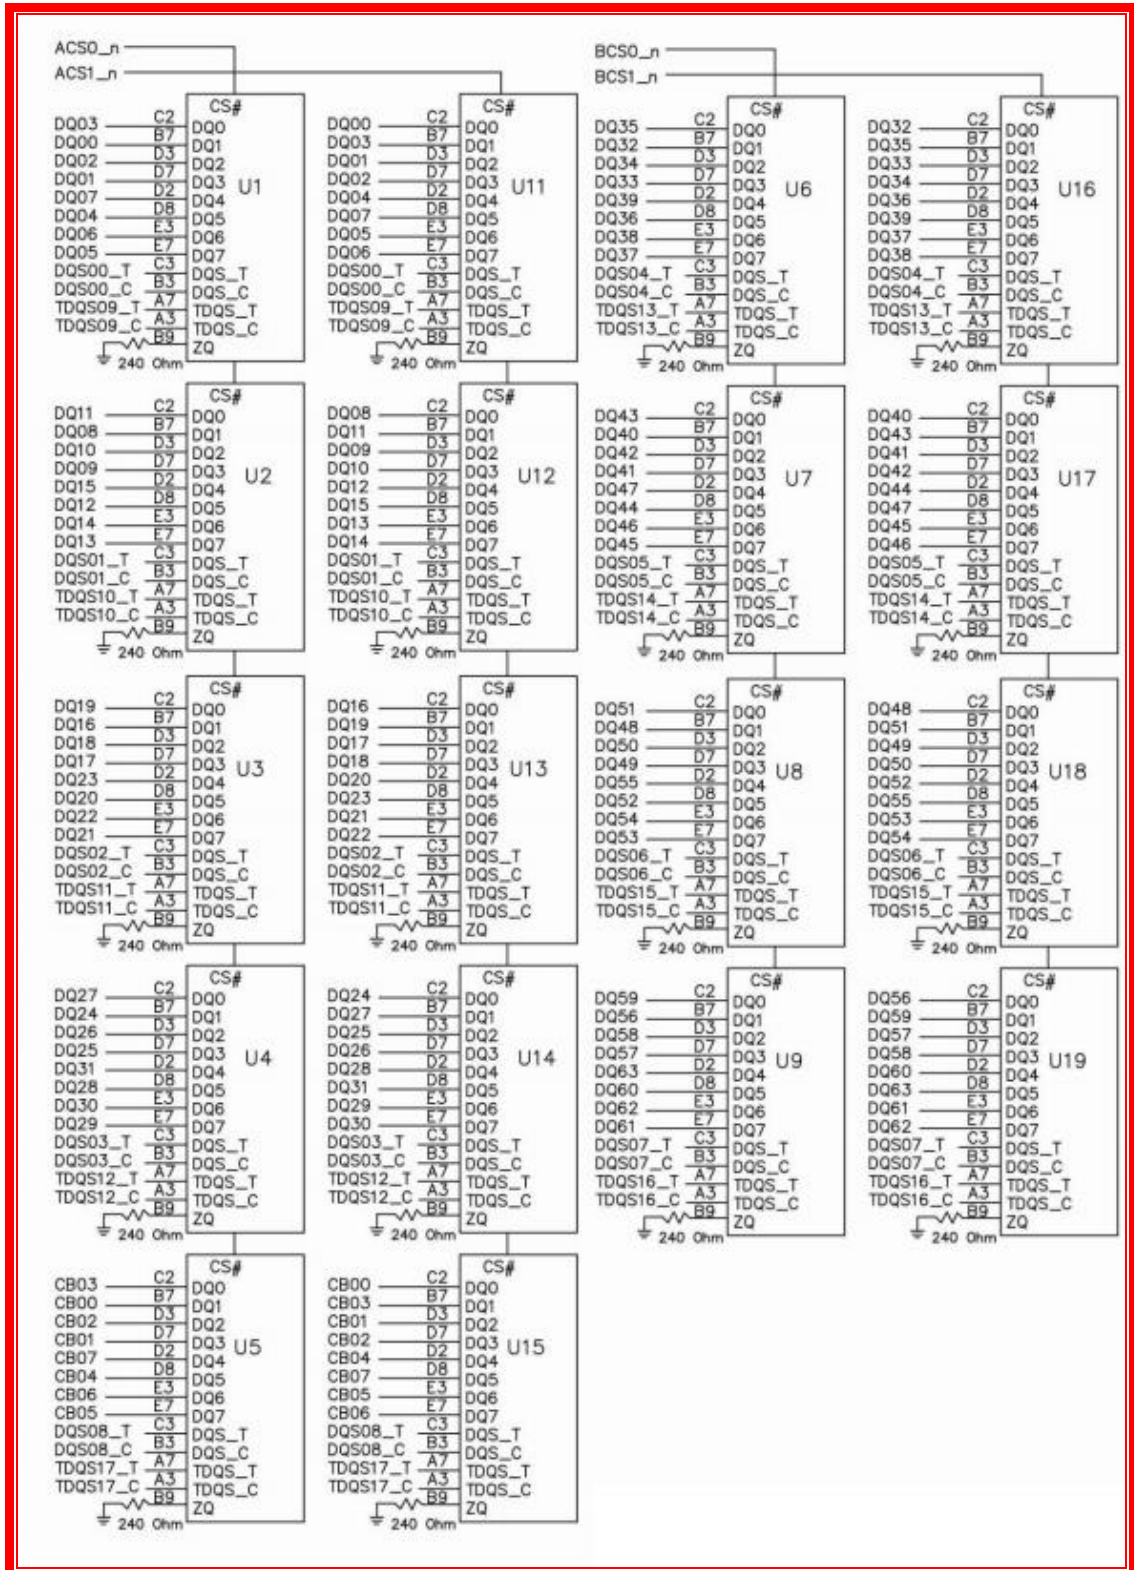 ACS0_n
ACS1_n
BCS0_n
BCS1_n
CS#
U1
DQ03 C2 DQ0
DQ00 B7 DQ1
DQ02 D3 DQ2
DQ01 D7 DQ3
DQ07 D2 DQ4
DQ04 D8 DQ5
DQ06 E3 DQ6
DQ05 E7 DQ7
DQS00_T C3 DQS_T
DQS00_C B3 DQS_C
TDQS09_T A7 TDQS_T
TDQS09_C A3 TDQS_C
B9 ZQ
240 Ohm
CS#
U11
DQ00 C2 DQ0
DQ03 B7 DQ1
DQ01 D3 DQ2
DQ02 D7 DQ3
DQ04 D2 DQ4
DQ07 D8 DQ5
DQ05 E3 DQ6
DQ06 E7 DQ7
DQS00_T C3 DQS_T
DQS00_C B3 DQS_C
TDQS09_T A7 TDQS_T
TDQS09_C A3 TDQS_C
B9 ZQ
240 Ohm
CS#
U6
DQ35 C2 DQ0
DQ32 B7 DQ1
DQ34 D3 DQ2
DQ33 D7 DQ3
DQ39 D2 DQ4
DQ36 D8 DQ5
DQ38 E3 DQ6
DQ37 E7 DQ7
DQS04_T C3 DQS_T
DQS04_C B3 DQS_C
TDQS13_T A7 TDQS_T
TDQS13_C A3 TDQS_C
B9 ZQ
240 Ohm
CS#
U16
DQ32 C2 DQ0
DQ35 B7 DQ1
DQ33 D3 DQ2
DQ34 D7 DQ3
DQ36 D2 DQ4
DQ39 D8 DQ5
DQ37 E3 DQ6
DQ38 E7 DQ7
DQS04_T C3 DQS_T
DQS04_C B3 DQS_C
TDQS13_T A7 TDQS_T
TDQS13_C A3 TDQS_C
B9 ZQ
240 Ohm
CS#
U2
DQ11 C2 DQ0
DQ08 B7 DQ1
DQ10 D3 DQ2
DQ09 D7 DQ3
DQ15 D2 DQ4
DQ12 D8 DQ5
DQ14 E3 DQ6
DQ13 E7 DQ7
DQS01_T C3 DQS_T
DQS01_C B3 DQS_C
TDQS10_T A7 TDQS_T
TDQS10_C A3 TDQS_C
B9 ZQ
240 Ohm
CS#
U12
DQ08 C2 DQ0
DQ11 B7 DQ1
DQ09 D3 DQ2
DQ10 D7 DQ3
DQ12 D2 DQ4
DQ15 D8 DQ5
DQ13 E3 DQ6
DQ14 E7 DQ7
DQS01_T C3 DQS_T
DQS01_C B3 DQS_C
TDQS10_T A7 TDQS_T
TDQS10_C A3 TDQS_C
B9 ZQ
240 Ohm
CS#
U7
DQ43 C2 DQ0
DQ40 B7 DQ1
DQ42 D3 DQ2
DQ41 D7 DQ3
DQ47 D2 DQ4
DQ44 D8 DQ5
DQ46 E3 DQ6
DQ45 E7 DQ7
DQS05_T C3 DQS_T
DQS05_C B3 DQS_C
TDQS14_T A7 TDQS_T
TDQS14_C A3 TDQS_C
B9 ZQ
240 Ohm
CS#
U17
DQ40 C2 DQ0
DQ43 B7 DQ1
DQ41 D3 DQ2
DQ42 D7 DQ3
DQ44 D2 DQ4
DQ47 D8 DQ5
DQ45 E3 DQ6
DQ46 E7 DQ7
DQS05_T C3 DQS_T
DQS05_C B3 DQS_C
TDQS14_T A7 TDQS_T
TDQS14_C A3 TDQS_C
B9 ZQ
240 Ohm
CS#
U3
DQ19 C2 DQ0
DQ16 B7 DQ1
DQ18 D3 DQ2
DQ17 D7 DQ3
DQ23 D2 DQ4
DQ20 D8 DQ5
DQ22 E3 DQ6
DQ21 E7 DQ7
DQS02_T C3 DQS_T
DQS02_C B3 DQS_C
TDQS11_T A7 TDQS_T
TDQS11_C A3 TDQS_C
B9 ZQ
240 Ohm
CS#
U13
DQ16 C2 DQ0
DQ19 B7 DQ1
DQ17 D3 DQ2
DQ18 D7 DQ3
DQ20 D2 DQ4
DQ23 D8 DQ5
DQ21 E3 DQ6
DQ22 E7 DQ7
DQS02_T C3 DQS_T
DQS02_C B3 DQS_C
TDQS11_T A7 TDQS_T
TDQS11_C A3 TDQS_C
B9 ZQ
240 Ohm
CS#
U8
DQ51 C2 DQ0
DQ48 B7 DQ1
DQ50 D3 DQ2
DQ49 D7 DQ3
DQ55 D2 DQ4
DQ52 D8 DQ5
DQ54 E3 DQ6
DQ53 E7 DQ7
DQS06_T C3 DQS_T
DQS06_C B3 DQS_C
TDQS15_T A7 TDQS_T
TDQS15_C A3 TDQS_C
B9 ZQ
240 Ohm
CS#
U18
DQ48 C2 DQ0
DQ51 B7 DQ1
DQ49 D3 DQ2
DQ50 D7 DQ3
DQ52 D2 DQ4
DQ55 D8 DQ5
DQ53 E3 DQ6
DQ54 E7 DQ7
DQS06_T C3 DQS_T
DQS06_C B3 DQS_C
TDQS15_T A7 TDQS_T
TDQS15_C A3 TDQS_C
B9 ZQ
240 Ohm
CS#
U4
DQ27 C2 DQ0
DQ24 B7 DQ1
DQ26 D3 DQ2
DQ25 D7 DQ3
DQ31 D2 DQ4
DQ28 D8 DQ5
DQ30 E3 DQ6
DQ29 E7 DQ7
DQS03_T C3 DQS_T
DQS03_C B3 DQS_C
TDQS12_T A7 TDQS_T
TDQS12_C A3 TDQS_C
B9 ZQ
240 Ohm
CS#
U14
DQ24 C2 DQ0
DQ27 B7 DQ1
DQ25 D3 DQ2
DQ26 D7 DQ3
DQ28 D2 DQ4
DQ31 D8 DQ5
DQ29 E3 DQ6
DQ30 E7 DQ7
DQS03_T C3 DQS_T
DQS03_C B3 DQS_C
TDQS12_T A7 TDQS_T
TDQS12_C A3 TDQS_C
B9 ZQ
240 Ohm
CS#
U9
DQ59 C2 DQ0
DQ56 B7 DQ1
DQ58 D3 DQ2
DQ57 D7 DQ3
DQ63 D2 DQ4
DQ60 D8 DQ5
DQ62 E3 DQ6
DQ61 E7 DQ7
DQS07_T C3 DQS_T
DQS07_C B3 DQS_C
TDQS16_T A7 TDQS_T
TDQS16_C A3 TDQS_C
B9 ZQ
240 Ohm
CS#
U19
DQ56 C2 DQ0
DQ59 B7 DQ1
DQ57 D3 DQ2
DQ58 D7 DQ3
DQ60 D2 DQ4
DQ63 D8 DQ5
DQ61 E3 DQ6
DQ62 E7 DQ7
DQS07_T C3 DQS_T
DQS07_C B3 DQS_C
TDQS16_T A7 TDQS_T
TDQS16_C A3 TDQS_C
B9 ZQ
240 Ohm
CS#
U5
CB03 C2 DQ0
CB00 B7 DQ1
CB02 D3 DQ2
CB01 D7 DQ3
CB07 D2 DQ4
CB04 D8 DQ5
CB06 E3 DQ6
CB05 E7 DQ7
DQS08_T C3 DQS_T
DQS08_C B3 DQS_C
TDQS17_T A7 TDQS_T
TDQS17_C A3 TDQS_C
B9 ZQ
240 Ohm
CS#
U15
CB00 C2 DQ0
CB03 B7 DQ1
CB01 D3 DQ2
CB02 D7 DQ3
CB04 D2 DQ4
CB07 D8 DQ5
CB05 E3 DQ6
CB06 E7 DQ7
DQS08_T C3 DQS_T
DQS08_C B3 DQS_C
TDQS17_T A7 TDQS_T
TDQS17_C A3 TDQS_C
B9 ZQ
240 Ohm